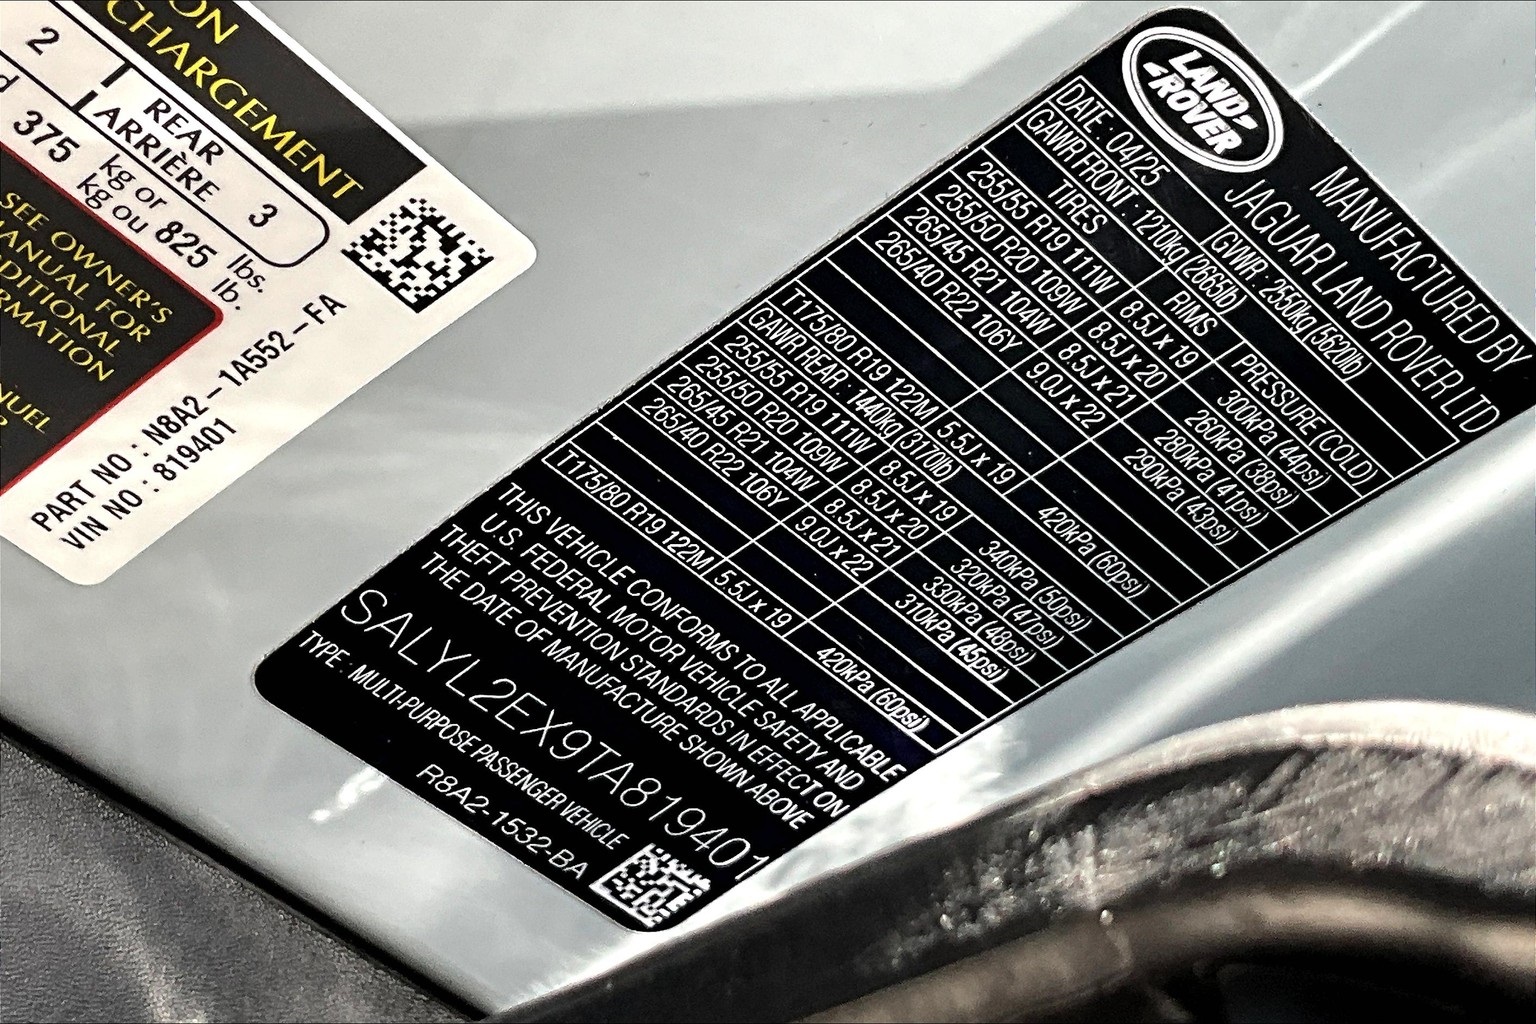 ON
CHARGEMENT
2
REAR
ARRIÈRE
3
375 kg or
kg ou 825 lbs.
lb.
SEE OWNER'S
MANUAL FOR
ADDITIONAL
PART NO : N8A2-1A552-FA
VIN NO : 819401
LAND-
-ROVER
MANUFACTURED BY
JAGUAR LAND ROVER LTD
DATE : 04/25 GVWR : 2550kg (5620lb)
GAWR FRONT : 1210kg (2665lb)
TIRES RIMS PRESSURE (COLD)
255/55 R19 111W 8.5J x 19 300kPa (44psi)
255/50 R20 109W 8.5J x 20 260kPa (38psi)
265/45 R21 104W 8.5J x 21 280kPa (41psi)
265/40 R22 106Y 9.0J x 22 290kPa (43psi)
T175/80 R19 122M 5.5J x 19 420kPa (60psi)
GAWR REAR : 1440kg (3170lb)
255/55 R19 111W 8.5J x 19 340kPa (50psi)
255/50 R20 109W 8.5J x 20 320kPa (47psi)
265/45 R21 104W 8.5J x 21 330kPa (48psi)
265/40 R22 106Y 9.0J x 22 310kPa (45psi)
T175/80 R19 122M 5.5J x 19 420kPa (60psi)
THIS VEHICLE CONFORMS TO ALL APPLICABLE
U.S. FEDERAL MOTOR VEHICLE SAFETY AND
THEFT PREVENTION STANDARDS IN EFFECT ON
THE DATE OF MANUFACTURE SHOWN ABOVE
SALYL2EX9TA819401
TYPE : MULTI-PURPOSE PASSENGER VEHICLE
R8A2-1532-BA